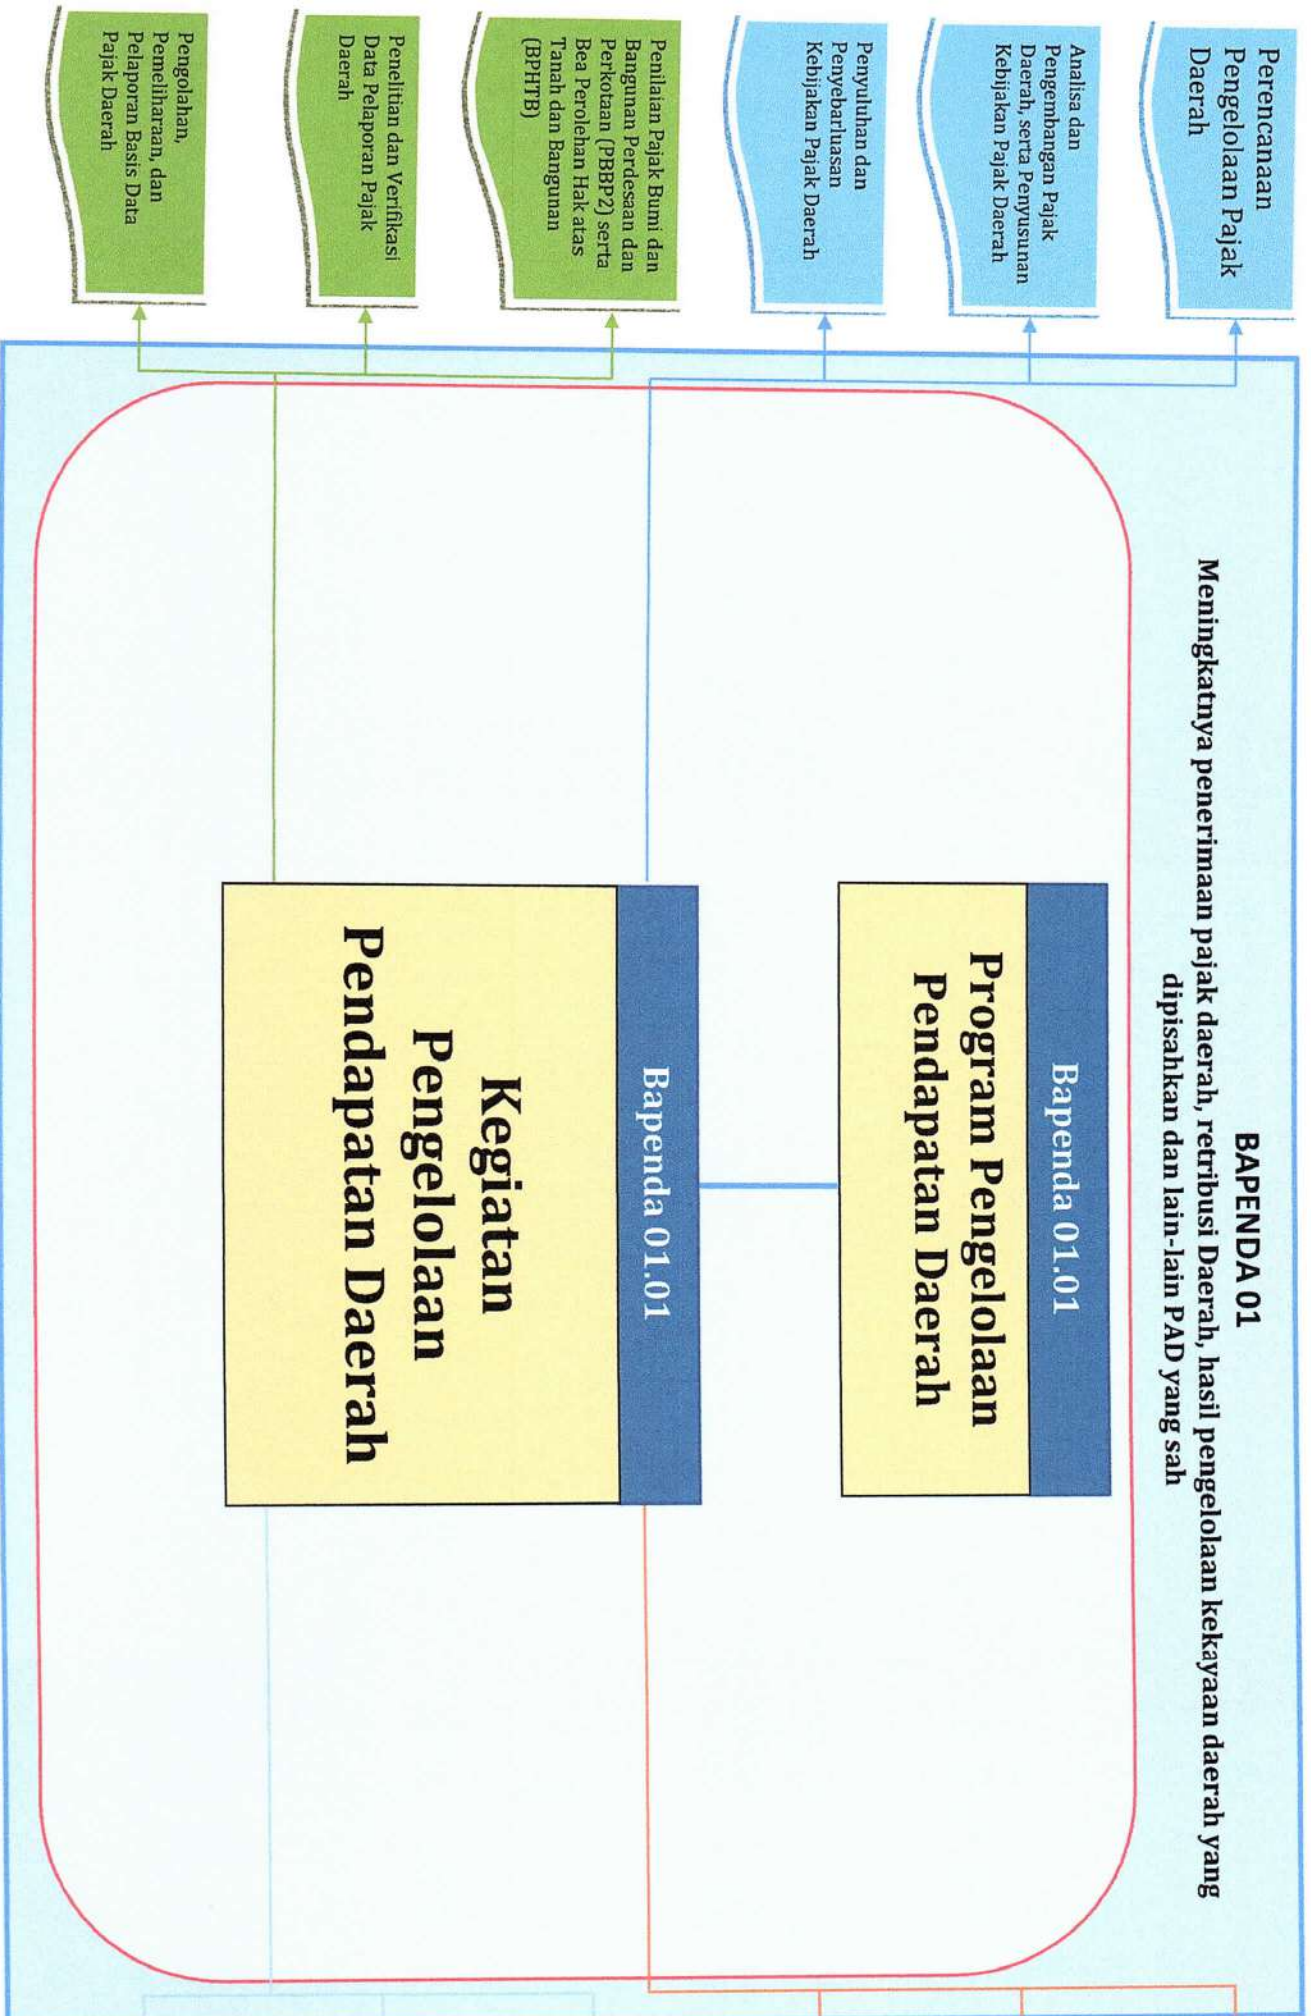 BAPENDA 01
Meningkatnya penerimaan pajak daerah, retribusi Daerah, hasil pengelolaan kekayaan daerah yang
dipisahkan dan lain-lain PAD yang sah
Perencanaan
Pengelolaan Pajak
Daerah
Analisa dan
Pengembangan Pajak
Daerah, serta Penyusunan
Kebijakan Pajak Daerah
Penyuluhan dan
Penyebarluasan
Kebijakan Pajak Daerah
Penilaian Pajak Bumi dan
Bangunan Perdesaan dan
Perkotaan (PBBP2) serta
Bea Perolehan Hak atas
Tanah dan Bangunan
(BPHTB)
Penelitian dan Verifikasi
Data Pelaporan Pajak
Daerah
Pengolahan,
Pemeliharaan, dan
Pelaporan Basis Data
Pajak Daerah
Bapenda 01.01
Program Pengelolaan
Pendapatan Daerah
Bapenda 01.01
Kegiatan
Pengelolaan
Pendapatan Daerah